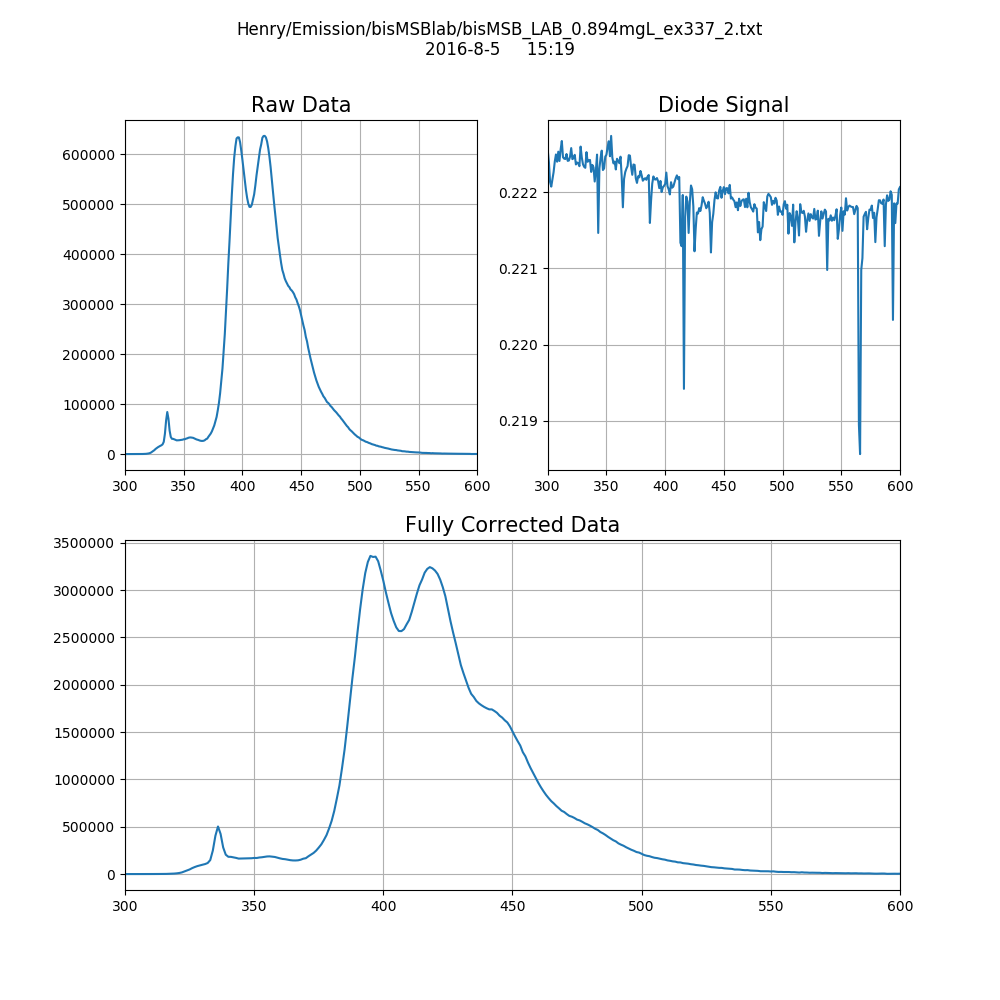 Henry/Emission/bisMSBlab/bisMSB_LAB_0.894mgL_ex337_2.txt
2016-8-5 15:19
Raw Data
600000
500000
400000
300000
200000
100000
0
300 350 400 450 500 550 600
Diode Signal
0.222
0.221
0.220
0.219
300 350 400 450 500 550 600
Fully Corrected Data
3500000
3000000
2500000
2000000
1500000
1000000
500000
0
300 350 400 450 500 550 600